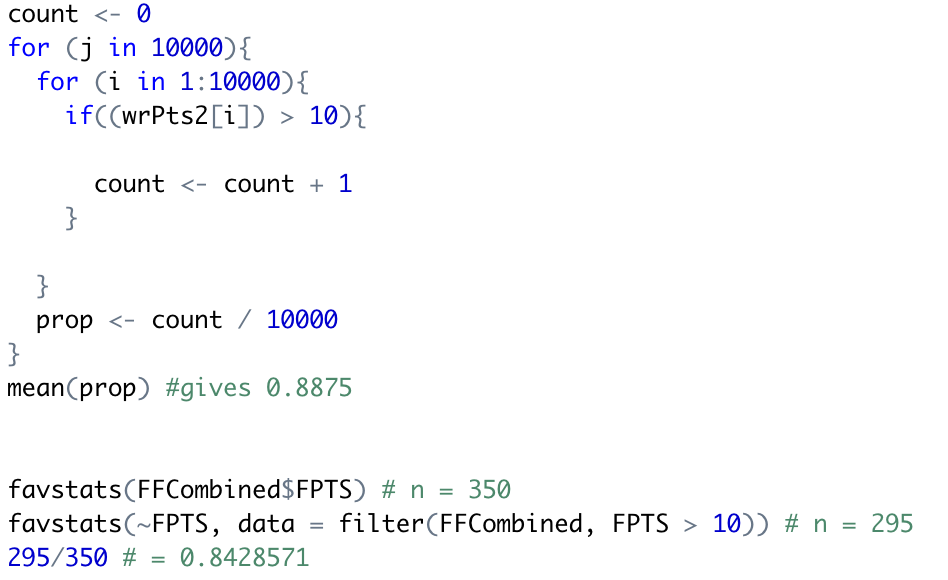 count <- 0
for (j in 10000){
  for (i in 1:10000){
    if((wrPts2[i]) > 10){

      count <- count + 1
    }

  }
  prop <- count / 10000
}
mean(prop) #gives 0.8875


favstats(FFCombined$FPTS) # n = 350
favstats(~FPTS, data = filter(FFCombined, FPTS > 10)) # n = 295
295/350 # = 0.8428571